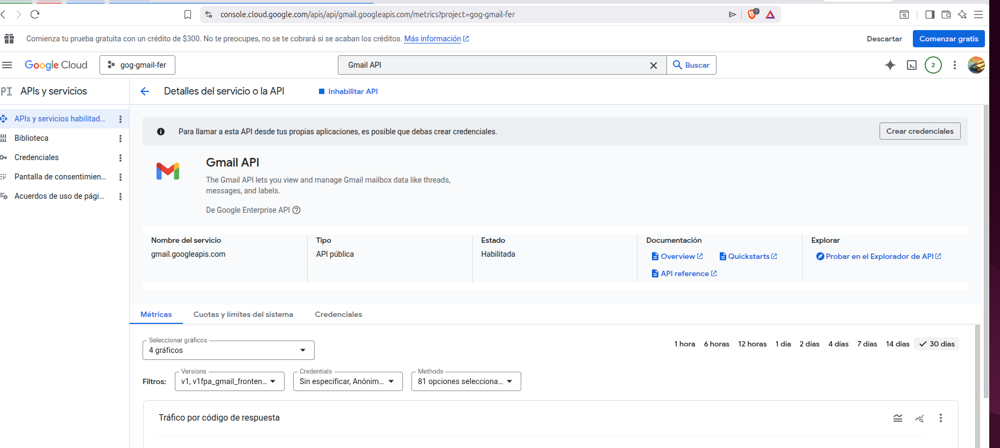 console.cloud.google.com/apis/api/gmail.googleapis.com/metrics?project=gog-gmail-fer
1
Comienza tu prueba gratuita con un crédito de $300. No te preocupes, no se te cobrará si se acaban los créditos. Más información
Descartar
Comenzar gratis
Google Cloud
gog-gmail-fer
Gmail API
Buscar
2
PI APIs y servicios
Detalles del servicio o la API
Inhabilitar API
APIs y servicios habilitad...
Biblioteca
Credenciales
Pantalla de consentimien...
Acuerdos de uso de pági...
Para llamar a esta API desde tus propias aplicaciones, es posible que debas crear credenciales.
Crear credenciales
Gmail API
The Gmail API lets you view and manage Gmail mailbox data like threads,
messages, and labels.
De Google Enterprise API
Nombre del servicio
gmail.googleapis.com
Tipo
API pública
Estado
Habilitada
Documentación
Overview
Quickstarts
API reference
Explorar
Probar en el Explorador de API
Métricas
Cuotas y límites del sistema
Credenciales
Seleccionar gráficos
4 gráficos
1 hora 6 horas 12 horas 1 día 2 días 4 días 7 días 14 días 30 días
Filtros:
Versions
v1, v1fpa_gmail_fronten...
Credentials
Sin especificar, Anónim...
Methods
81 opciones selecciona...
Tráfico por código de respuesta